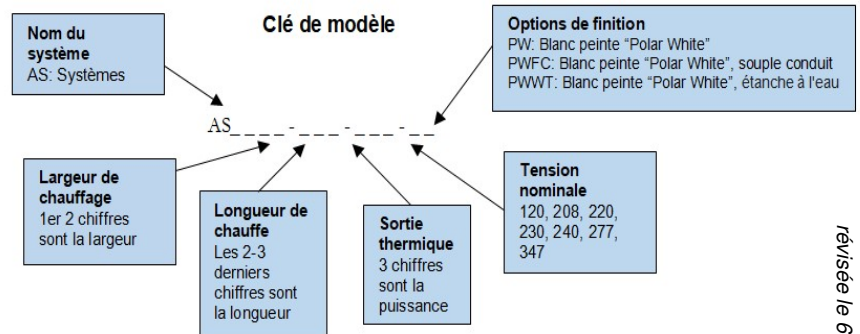 Clé de modèle
Nom du
système
AS: Systèmes
Options de finition
PW: Blanc peinte “Polar White”
PWFC: Blanc peinte “Polar White”, souple conduit
PWWT: Blanc peinte “Polar White”, étanche à l'eau
AS_ _ _ _ - _ _ _ - _ _ _ - _ _
Largeur de
chauffage
1er 2 chiffres
sont la largeur
Longueur de
chauffe
Les 2-3
derniers
chiffres sont
la longueur
Sortie
thermique
3 chiffres
sont la
puissance
Tension
nominale
120, 208, 220,
230, 240, 277,
347
révisée le 6